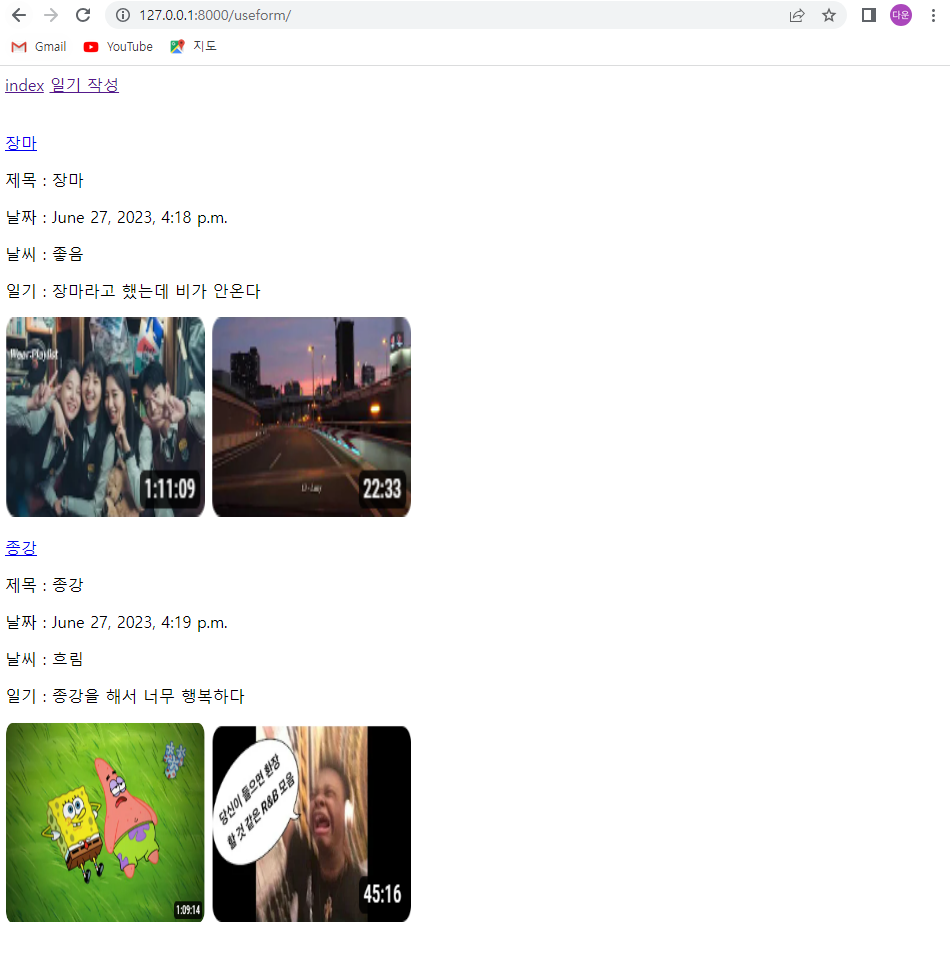 127.0.0.1:8000/useform/
다운
Gmail YouTube 지도
index 일기 작성
장마
제목 : 장마
날짜 : June 27, 2023, 4:18 p.m.
날씨 : 좋음
일기 : 장마라고 했는데 비가 안온다
Woor:Playlist
1:11:09
22:33
종강
제목 : 종강
날짜 : June 27, 2023, 4:19 p.m.
날씨 : 흐림
일기 : 종강을 해서 너무 행복하다
1:09:14
당신이 들으면 환장
할 것 같은 R&B 모음
45:16